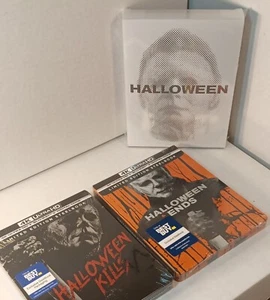 HALLOWEEN
4K ULTRA HD
LIMITED EDITION STEELBOOK
HALLOWEEN
KILLS
BEST
BUY
4K ULTRA HD
LIMITED EDITION STEELBOOK
HALLOWEEN
ENDS
BEST
BUY